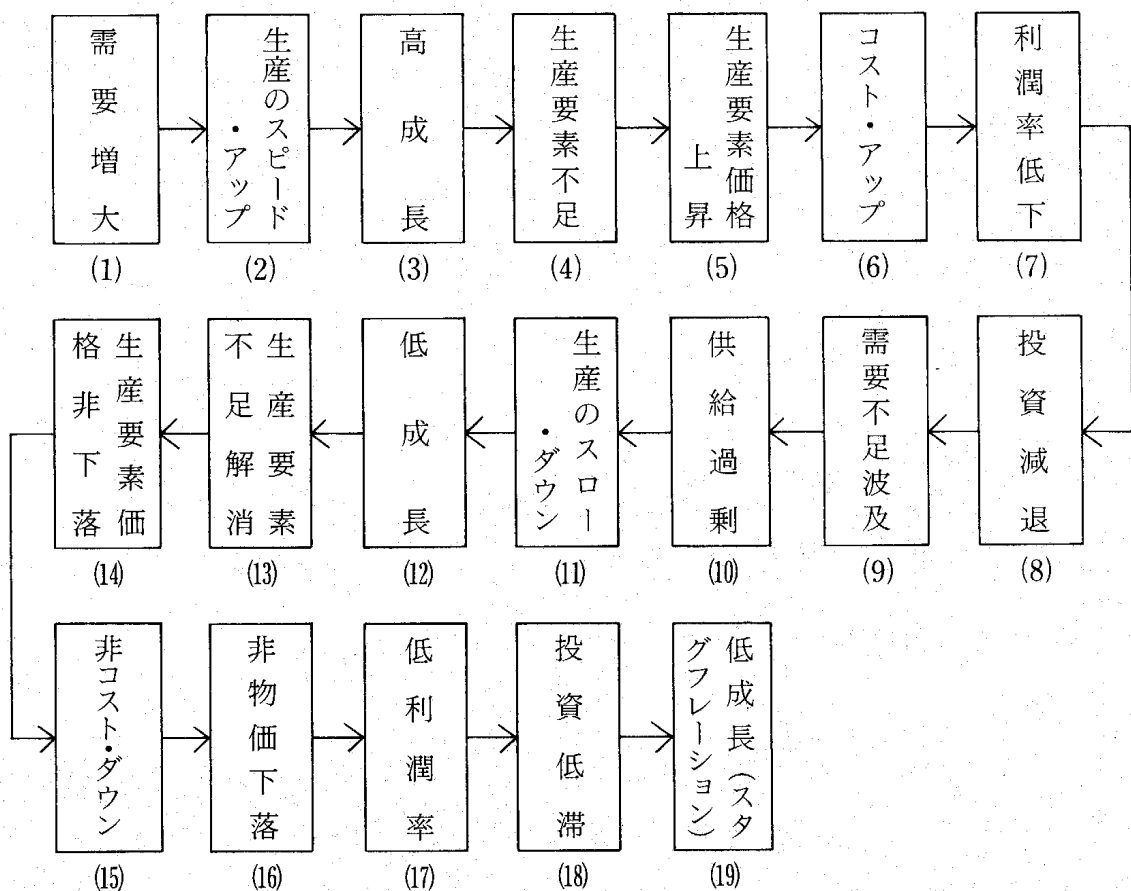 需要増大
(1)
生産のスピード
・アップ
(2)
高成長
(3)
生産要素不足
(4)
生産要素価格
上昇
(5)
コスト・アップ
(6)
利潤率低下
(7)
投資減退
(8)
需要不足波及
(9)
供給過剰
(10)
生産のスロー
・ダウン
(11)
低成長
(12)
生産要素
不足解消
(13)
生産要素価
格非下落
(14)
非コスト・ダウン
(15)
非物価下落
(16)
低利潤率
(17)
投資低滞
(18)
低成長（スタ
グフレーション）
(19)